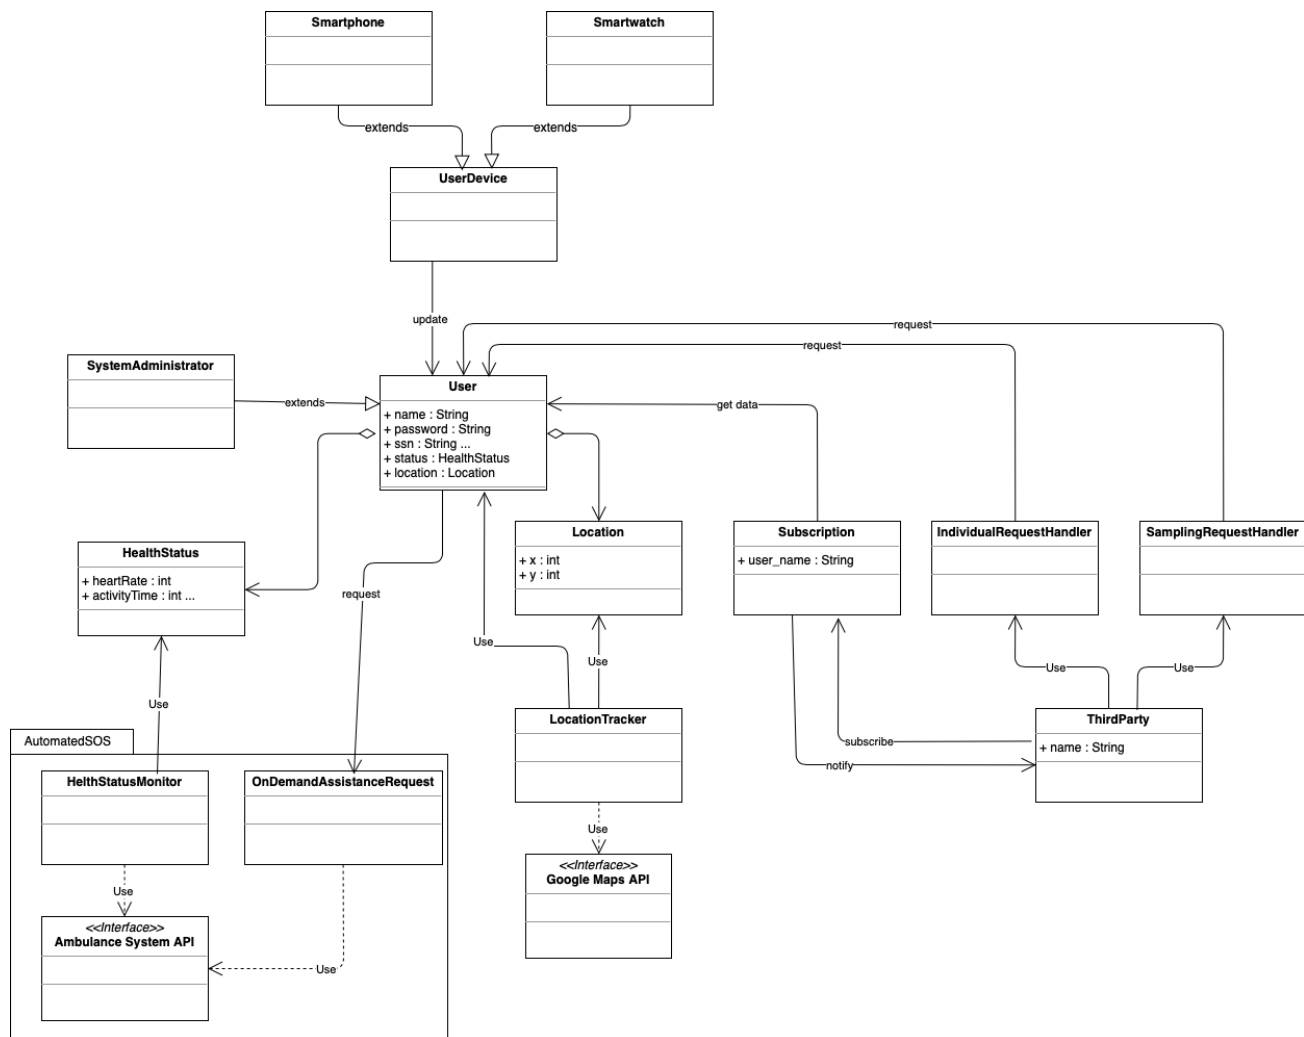 Smartphone
Smartwatch
extends
extends
UserDevice
update
request
request
SystemAdministrator
extends
User
+ name : String
+ password : String
+ ssn : String ...
+ status : HealthStatus
+ location : Location
get data
HealthStatus
+ heartRate : int
+ activityTime : int ...
request
Location
+ x : int
+ y : int
Subscription
+ user_name : String
IndividualRequestHandler
SamplingRequestHandler
Use
Use
Use
Use
Use
LocationTracker
ThirdParty
+ name : String
subscribe
notify
AutomatedSOS
HelthStatusMonitor
OnDemandAssistanceRequest
Use
<<Interface>>
Google Maps API
Use
<<Interface>>
Ambulance System API
Use